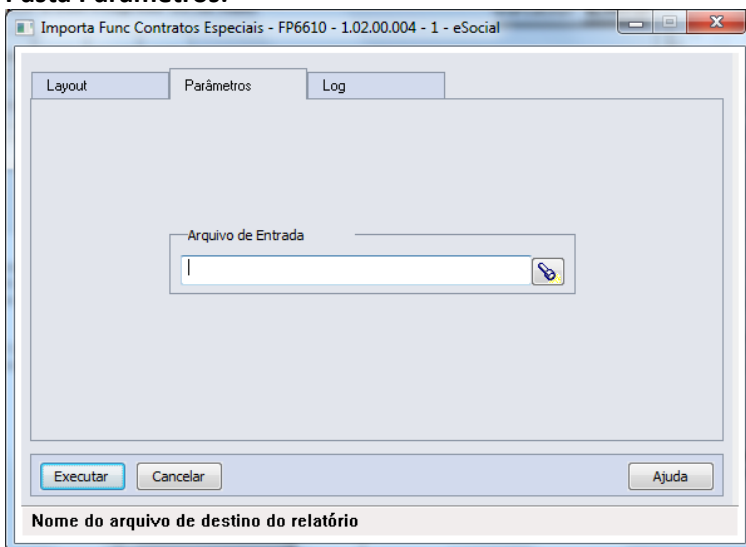 Pasta Parâmetros:
Importa Func Contratos Especiais - FP6610 - 1.02.00.004 - 1 - eSocial
Layout Parâmetros Log
Arquivo de Entrada
Executar Cancelar Ajuda
Nome do arquivo de destino do relatório